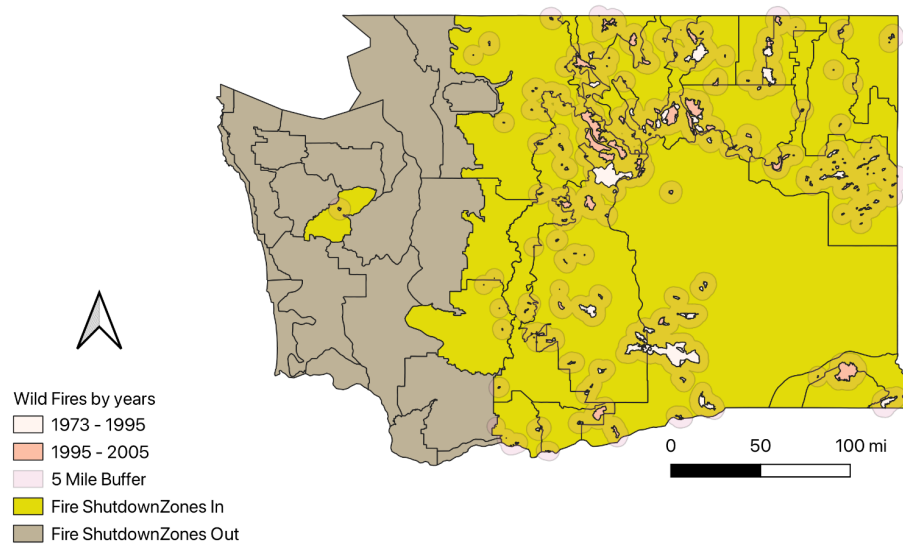 Wild Fires by years
1973 - 1995
1995 - 2005
5 Mile Buffer
Fire ShutdownZones In
Fire ShutdownZones Out
0 50 100 mi